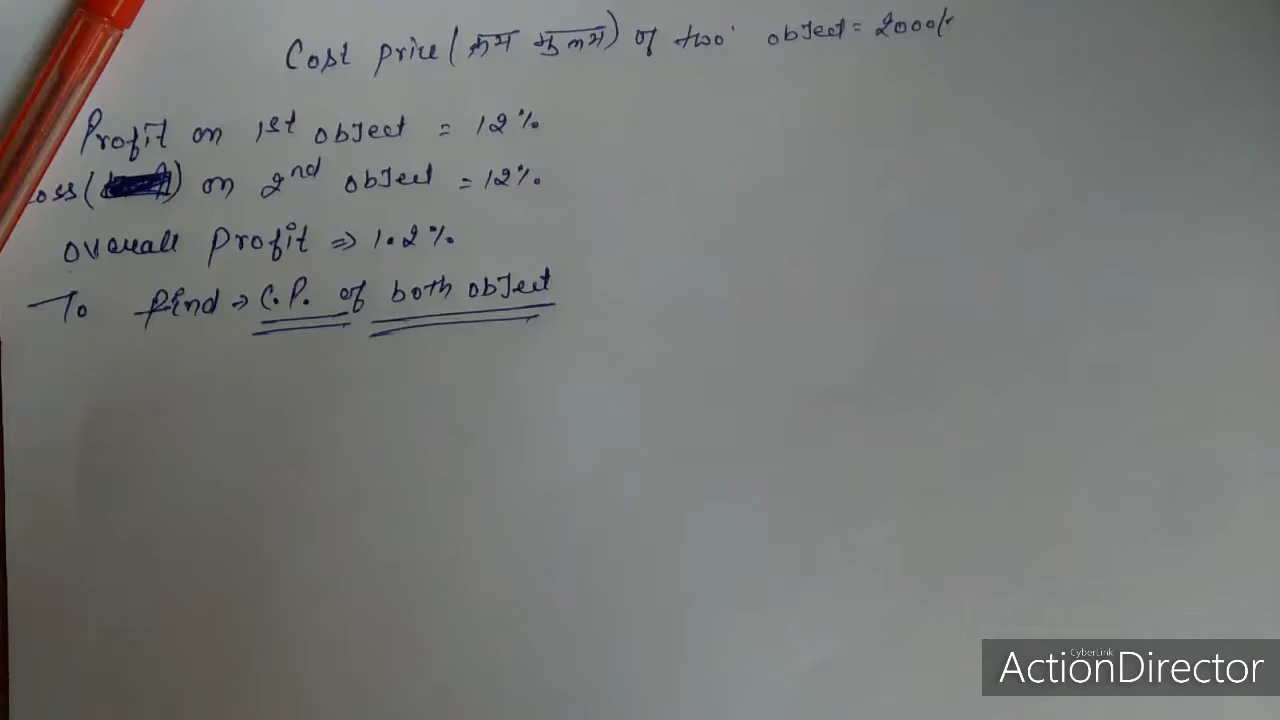 Cost price (क्रय मुल्य) of two object = 2000/-
Profit on 1st object = 12%
oss ( ) on 2nd object = 12%.
overall Profit ⇒ 1.2%.
To find → C.P. of both object
CyberLink
ActionDirector